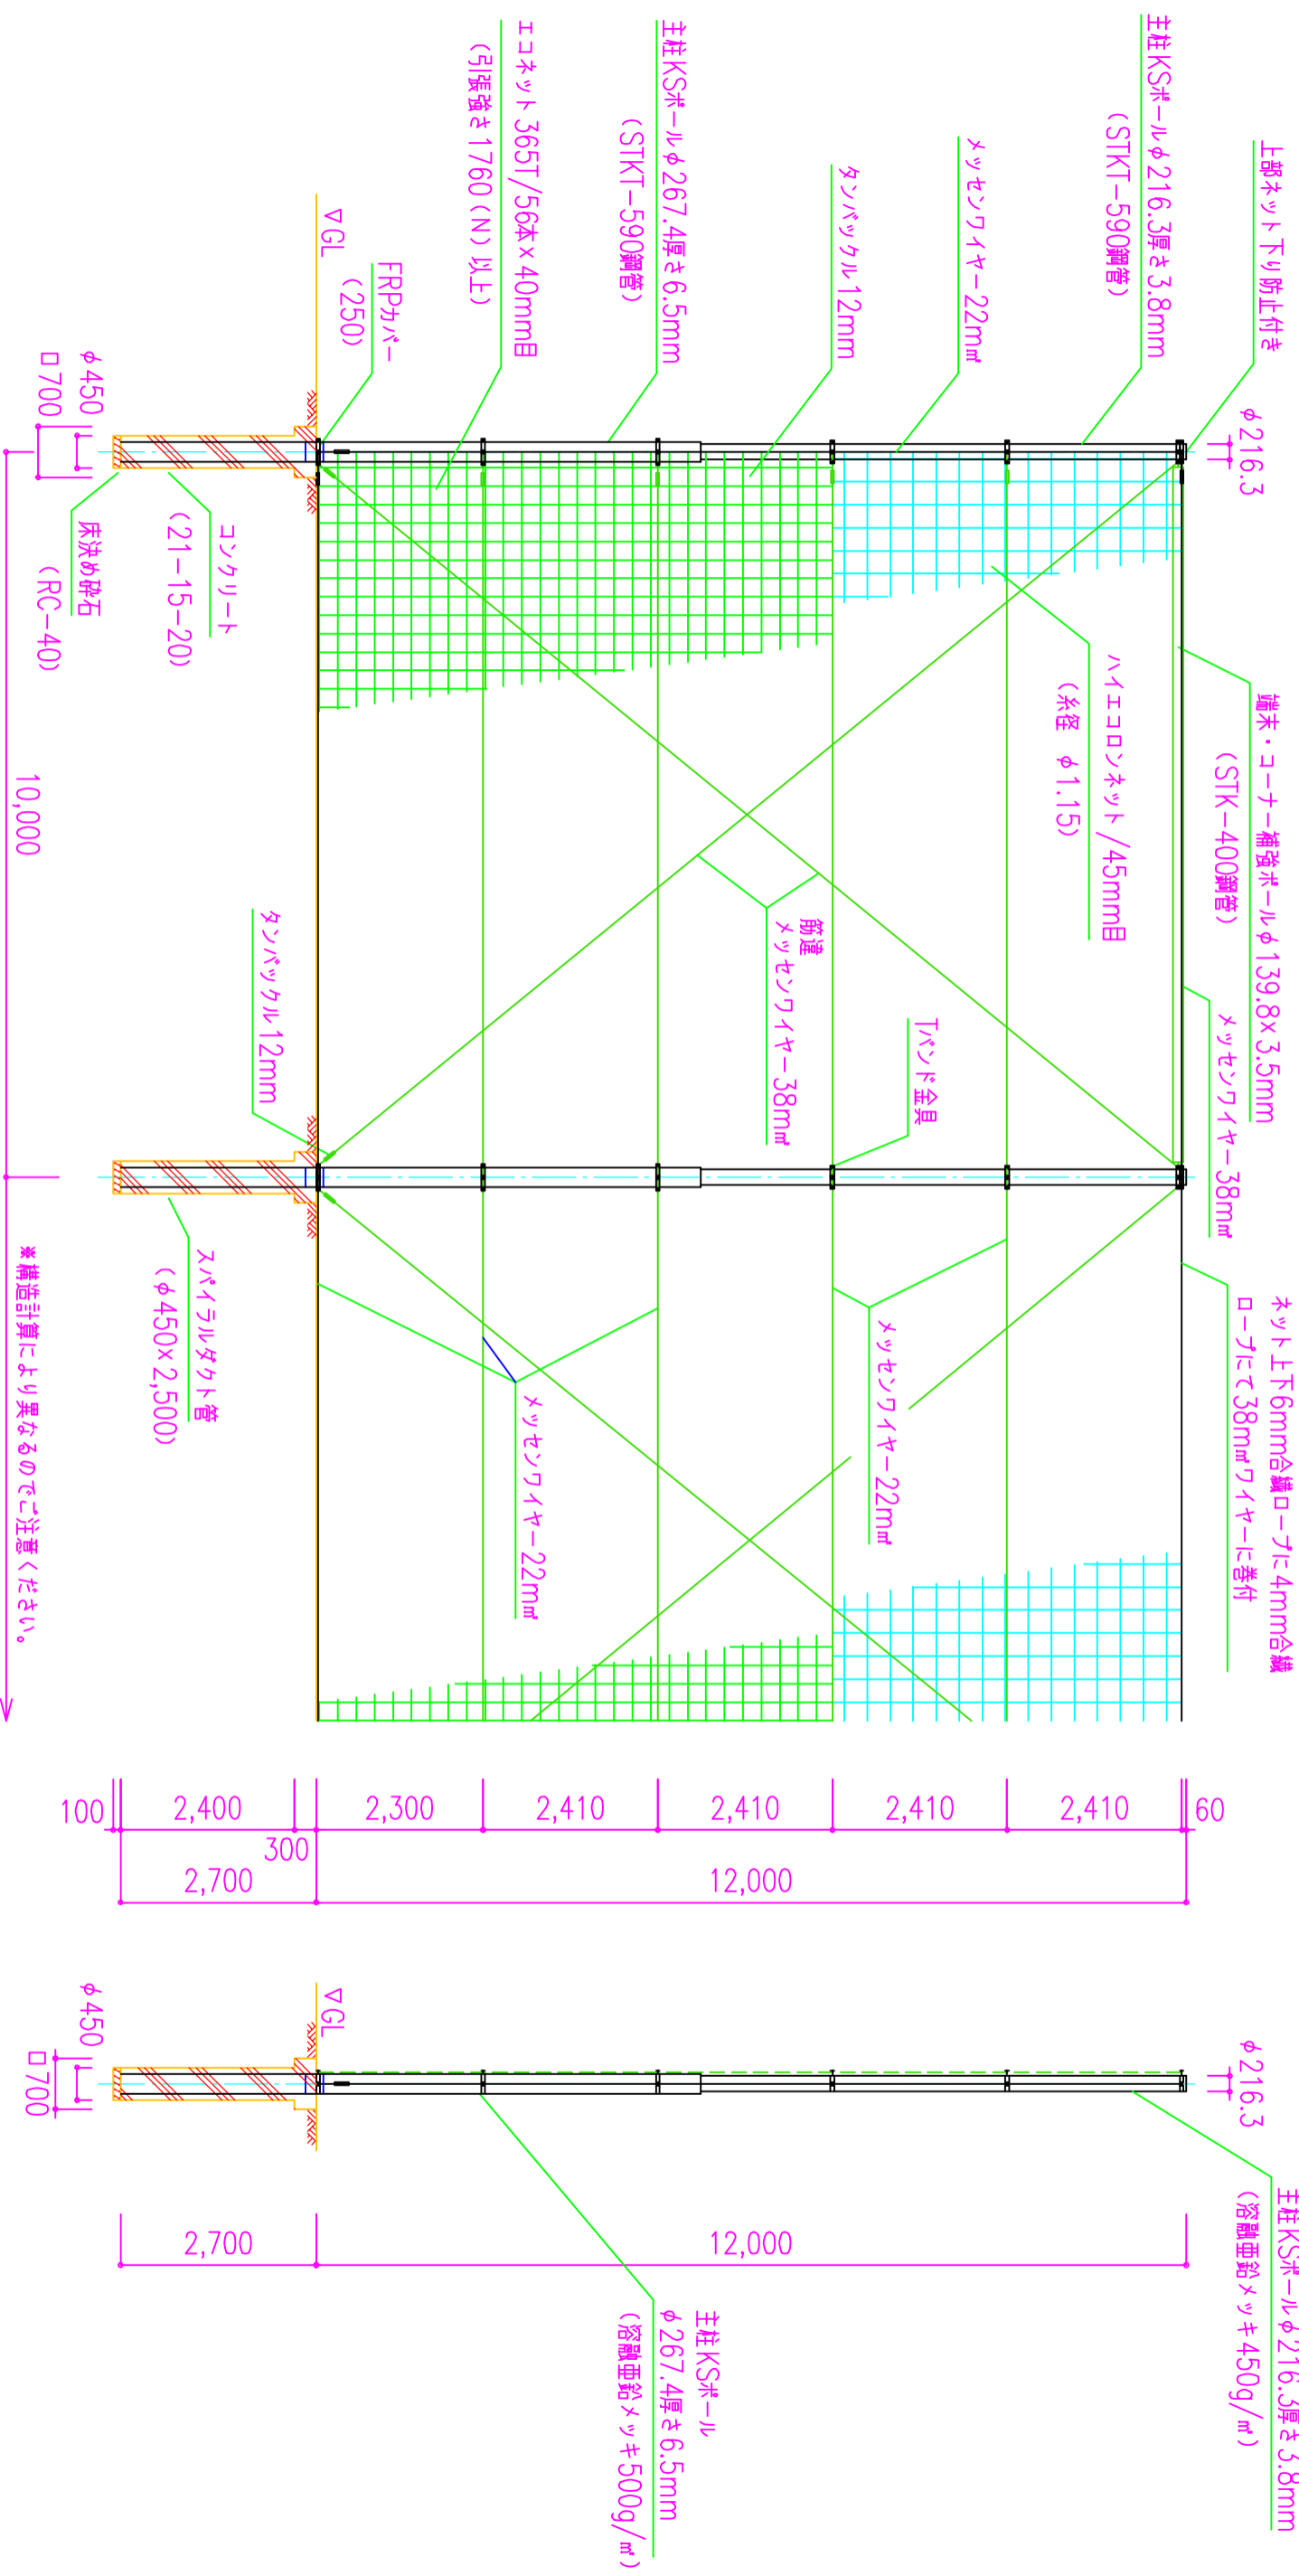 上部ネット下り防止付き
主柱KSポールφ216.3厚さ3.8mm
(STKT-590鋼管)
メッセンワイヤー22m㎡
タンバックル12mm
主柱KSポールφ267.4厚さ6.5mm
(STKT-590鋼管)
エコネット365T/56本x40mm目
(引張強さ1760(N)以上)
▽GL
FRPカバー
(250)
φ450
□700
φ216.3
端末・コーナー補強ポールφ139.8x3.5mm
(STK-400鋼管)
メッセンワイヤー38m㎡
ハイエコロンネット/45mm目
(糸径 φ1.15)
筋違
メッセンワイヤー38m㎡
Tバンド金具
コンクリート
(21-15-20)
床決め砕石
(RC-40)
タンバックル12mm
10,000
ネット上下6mm合繊ロープに4mm合繊
ロープにて38m㎡ワイヤーに巻付
メッセンワイヤー22m㎡
メッセンワイヤー22m㎡
スパイラルダクト管
(φ450x2,500)
※構造計算により異なるのでご注意ください。
60
2,410
2,410
2,410
2,410
2,300
300
2,400
100
12,000
2,700
φ216.3
主柱KSポールφ216.3厚さ3.8mm
(溶融亜鉛メッキ450g/㎡)
▽GL
φ450
□700
12,000
2,700
主柱KSポール
φ267.4厚さ6.5mm
(溶融亜鉛メッキ500g/㎡)